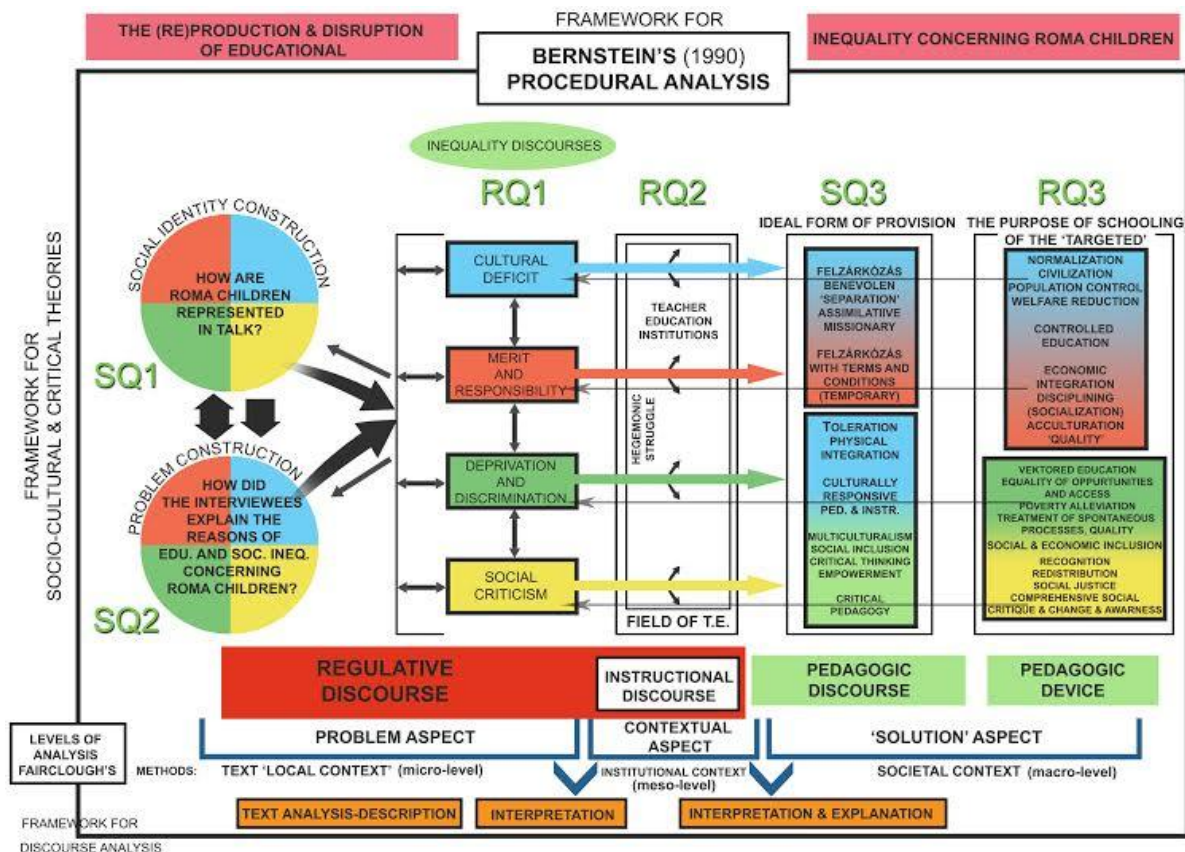 THE (RE)PRODUCTION & DISRUPTION
OF EDUCATIONAL
FRAMEWORK FOR
BERNSTEIN'S (1990)
PROCEDURAL ANALYSIS
INEQUALITY CONCERNING ROMA CHILDREN
FRAMEWORK FOR
SOCIO-CULTURAL & CRITICAL THEORIES
SOCIAL IDENTITY CONSTRUCTION
HOW ARE
ROMA CHILDREN
REPRESENTED
IN TALK?
SQ1
PROBLEM CONSTRUCTION
HOW DID
THE INTERVIEWEES
EXPLAIN THE
REASONS OF
EDU. AND SOC. INEQ.
CONCERNING
ROMA CHILDREN?
SQ2
INEQUALITY DISCOURSES
RQ1
CULTURAL
DEFICIT
MERIT
AND
RESPONSIBILITY
DEPRIVATION
AND
DISCRIMINATION
SOCIAL
CRITICISM
RQ2
TEACHER
EDUCATION
INSTITUTIONS
HEGEMONIC
STRUGGLE
FIELD OF T.E.
SQ3
IDEAL FORM OF PROVISION
FELZÁRKÓZÁS
BENEVOLEN
'SEPARATION'
ASSIMILATIIVE
MISSIONARY
FELZÁRKÓZÁS
WITH TERMS AND
CONDITIONS
(TEMPORARY)
TOLERATION
PHYSICAL
INTEGRATION
CULTURALLY
RESPONSIVE
PED. & INSTR.
MULTICULTURALISM
SOCIAL INCLUSION
CRITICAL THINKING
EMPOWERMENT
CRITICAL
PEDAGOGY
RQ3
THE PURPOSE OF SCHOOLING
OF THE 'TARGETED'
NORMALIZATION
CIVILIZATION
POPULATION CONTROL
WELFARE REDUCTION
CONTROLLED
EDUCATION
ECONOMIC
INTEGRATION
DISCIPLINING
(SOCIALIZATION)
ACCULTURATION
'QUALITY'
VEKTORED EDUCATION
EQUALITY OF OPPURTUNITIES
AND ACCESS
POVERTY ALLEVIATION
TREATMENT OF SPONTANEOUS
PROCESSES, QUALITY
SOCIAL & ECONOMIC INCLUSION
RECOGNITION
REDISTRIBUTION
SOCIAL JUSTICE
COMPREHENSIVE SOCIAL
CRITIQUE & CHANGE & AWARNESS
REGULATIVE
DISCOURSE
INSTRUCTIONAL
DISCOURSE
PEDAGOGIC
DISCOURSE
PEDAGOGIC
DEVICE
LEVELS OF
ANALYSIS
FAIRCLOUGH'S
PROBLEM ASPECT
CONTEXTUAL
ASPECT
'SOLUTION' ASPECT
METHODS:
TEXT 'LOCAL CONTEXT' (micro-level)
INSTITUTIONAL CONTEXT
(meso-level)
SOCIETAL CONTEXT (macro-level)
TEXT ANALYSIS-DESCRIPTION
INTERPRETATION
INTERPRETATION & EXPLANATION
FRAMEWORK FOR
DISCOURSE ANALYSIS